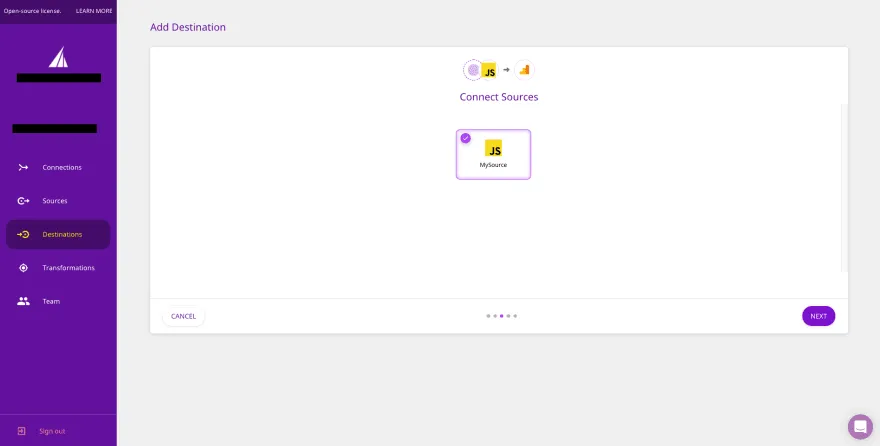 Open-source license. LEARN MORE
Add Destination
JS
Connect Sources
JS
MySource
Connections
Sources
Destinations
Transformations
Team
CANCEL
NEXT
Sign out